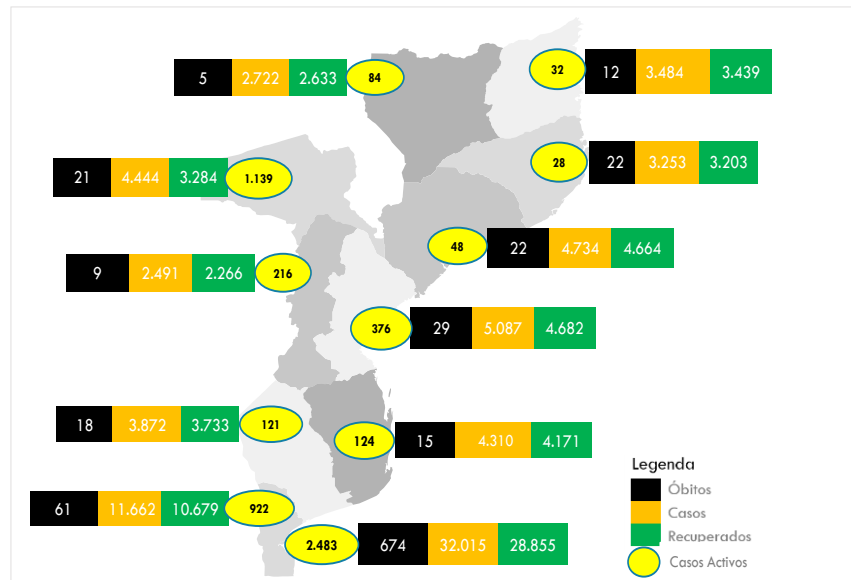 5 2.722 2.633 84
32 12 3.484 3.439
21 4.444 3.284 1.139
28 22 3.253 3.203
48 22 4.734 4.664
9 2.491 2.266 216
376 29 5.087 4.682
18 3.872 3.733 121
124 15 4.310 4.171
61 11.662 10.679 922
2.483 674 32.015 28.855
Legenda
Óbitos
Casos
Recuperados
Casos Activos